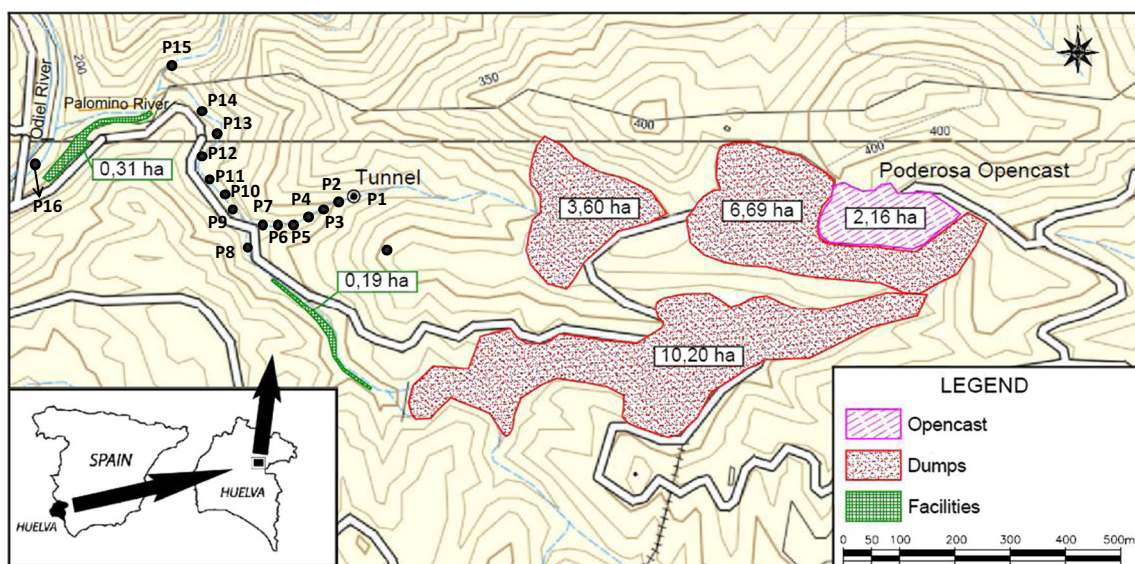 P15
200
Odiel River
Palomino River
350
P14
P13
400
400
400
P12
0,31 ha
P11
P10
P16
P9
P7
P4
P2
Tunnel
P1
P3
P6
P5
P8
Poderosa Opencast
3,60 ha
6,69 ha
2,16 ha
0,19 ha
10,20 ha
SPAIN
HUELVA
HUELVA
LEGEND
Opencast
Dumps
Facilities
0
50
100
200
300
400
500m